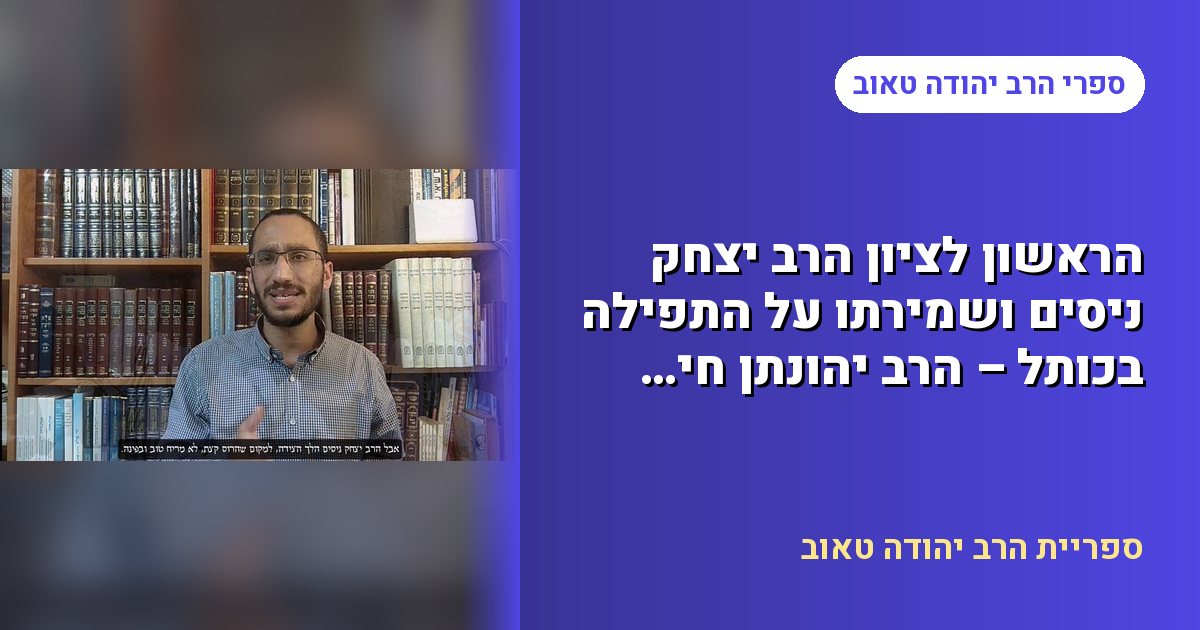 ספרי הרב יהודה טאוב
הראשון לציון הרב יצחק
ניסים ושמירתו על התפילה
בכותל – הרב יהונתן חי...
אבל הרב יצחק ניסים הלך הצידה, למקום שהרוס קצת, לא מריח טוב ובפינה.
ספריית הרב יהודה טאוב